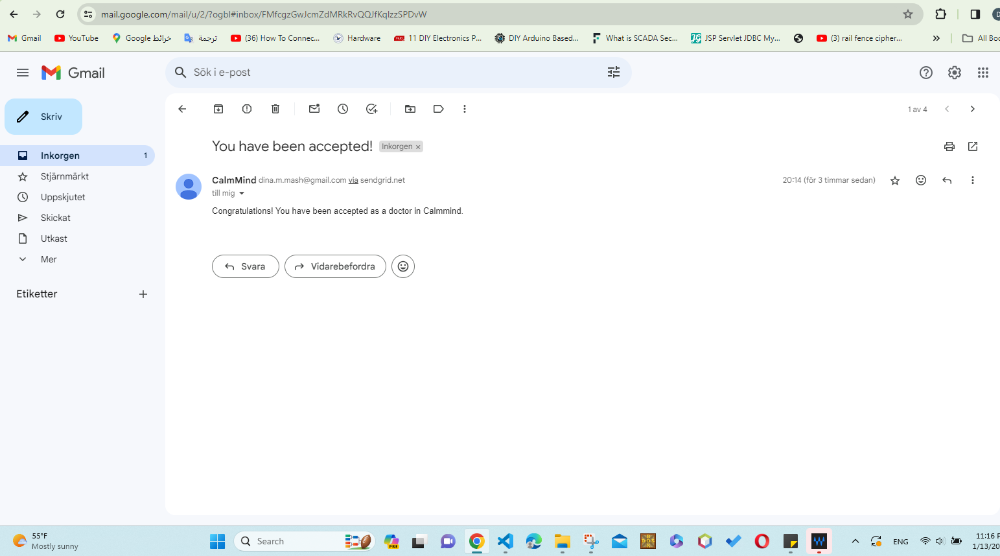 mail.google.com/mail/u/2/?ogbl#inbox/FMfcgzGwJcmZdMRkRvQQJfKqlzzSPDvW
Gmail YouTube Google خرائط ترجمة (36) How To Connec... Hardware 11 DIY Electronics P... DIY Arduino Based... What is SCADA Sec... JSP Servlet JDBC My... (3) rail fence cipher... » All Boo
Gmail Sök i e-post
Skriv 1 av 4
You have been accepted! Inkorgen ×
Inkorgen 1
Stjärnmärkt
Uppskjutet
Skickat
Utkast
Mer
Etiketter +
CalmMind dina.m.mash@gmail.com via sendgrid.net 20:14 (för 3 timmar sedan)
till mig
Congratulations! You have been accepted as a doctor in Calmmind.
Svara Vidarebefordra
55°F
Mostly sunny
Search PRE ENG
11:16 P
1/13/20